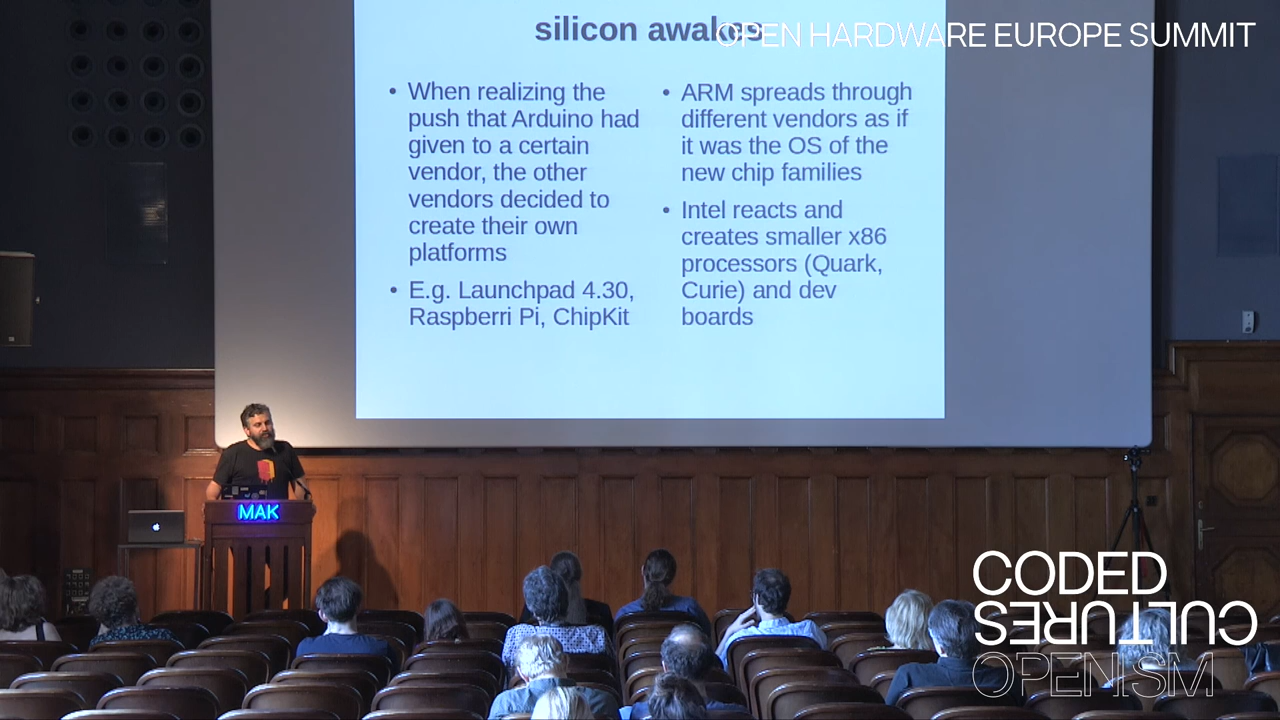 silicon awakes
OPEN HARDWARE EUROPE SUMMIT
• When realizing the
push that Arduino had
given to a certain
vendor, the other
vendors decided to
create their own
platforms
• E.g. Launchpad 4.30,
Raspberri Pi, ChipKit
• ARM spreads through
different vendors as if
it was the OS of the
new chip families
• Intel reacts and
creates smaller x86
processors (Quark,
Curie) and dev
boards
MAK
CODED
CULTURES
OPENISM